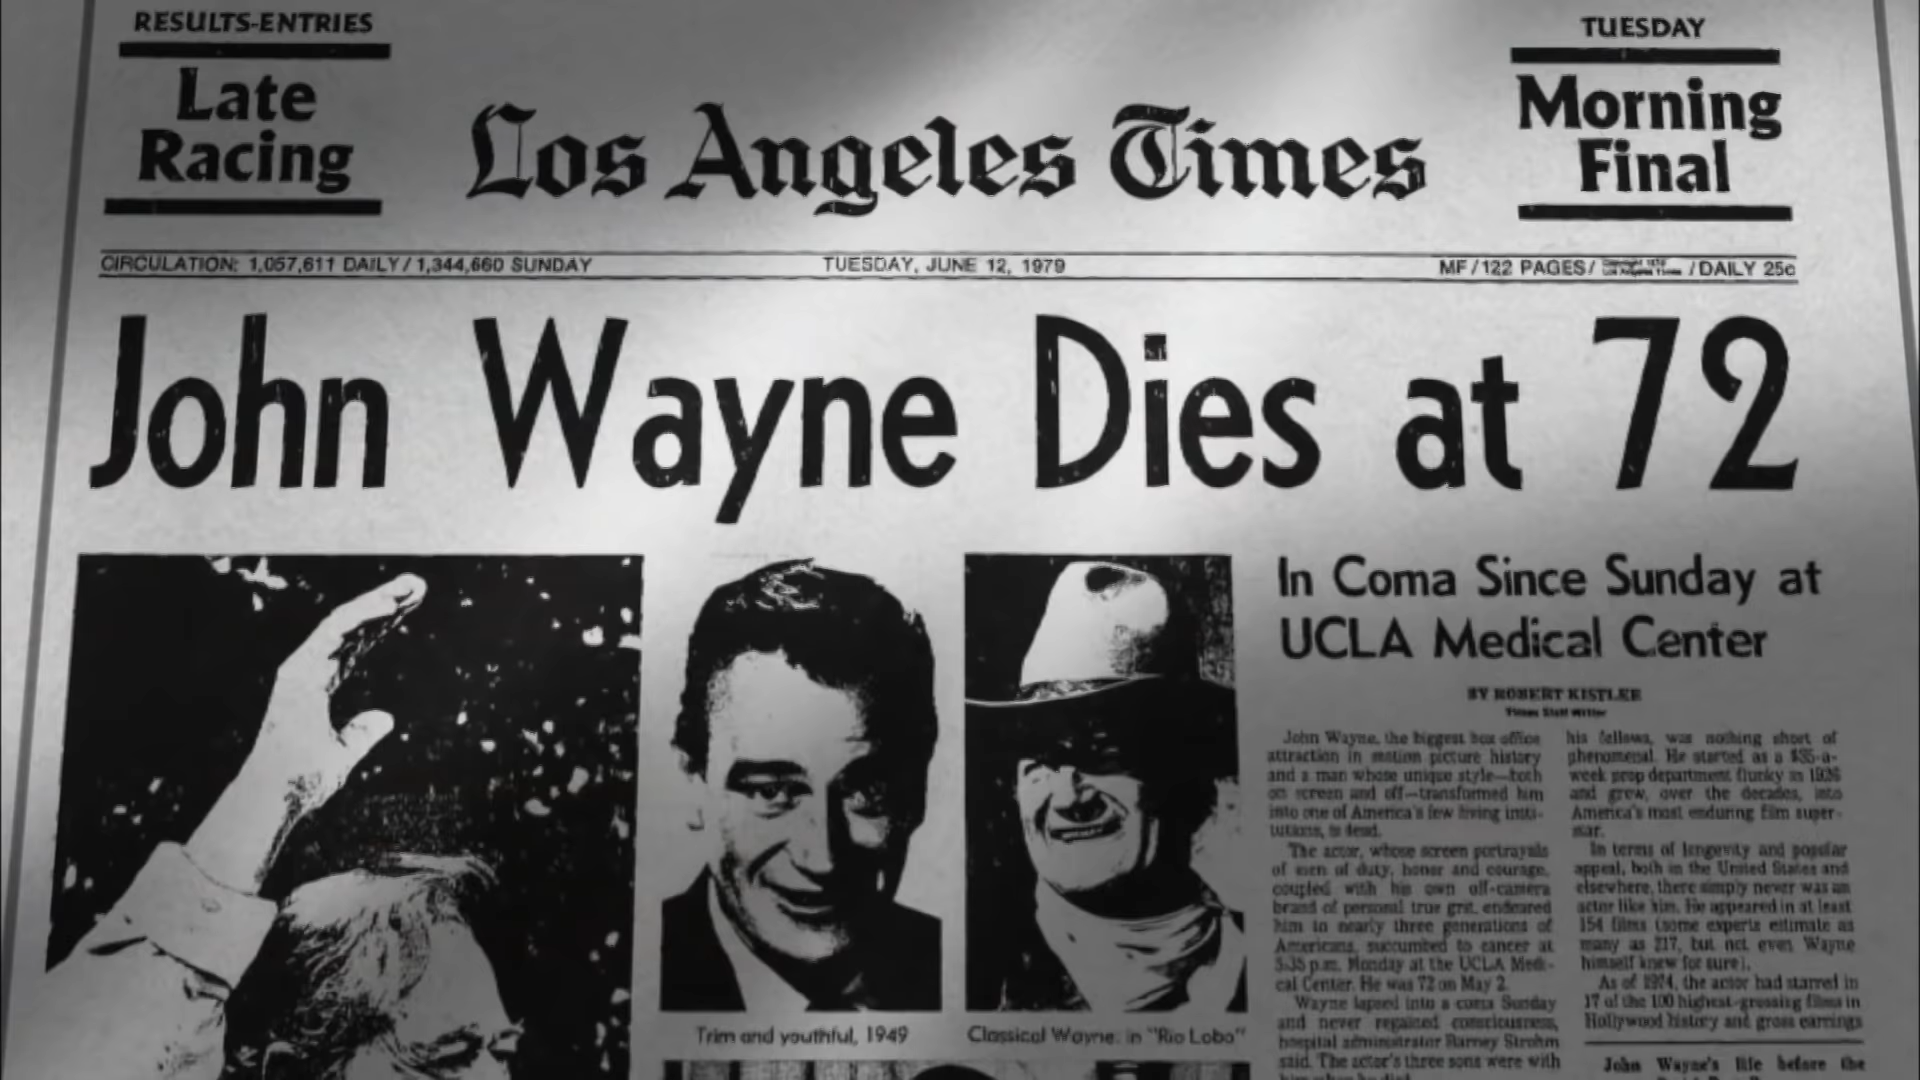 RESULTS-ENTRIES
Late
Racing
Los Angeles Times
TUESDAY
Morning
Final
CIRCULATION: 1,057,611 DAILY / 1,344,660 SUNDAY
TUESDAY, JUNE 12, 1979
MF / 122 PAGES / / DAILY 25c
John Wayne Dies at 72
In Coma Since Sunday at
UCLA Medical Center
BY ROBERT KISTLER
Times Staff Writer
John Wayne, the biggest box office
attraction in motion picture history
and a man whose unique style—both
on screen and off—transformed him
into one of America's few living insti-
tutions, is dead.
The actor, whose screen portrayals
of men of duty, honor and courage,
coupled with his own off-camera
brand of personal true grit, endeared
him to nearly three generations of
Americans, succumbed to cancer at
5:35 p.m. Monday at the UCLA Medi-
cal Center. He was 72 on May 2.
Wayne lapsed into a coma Sunday
and never regained consciousness,
hospital administrator Barney Strohm
said. The actor's three sons were with
him when he died.
his fellows, was nothing short of
phenomenal. He started as a $35-a-
week prop department flunky in 1926
and grew, over the decades, into
America's most enduring film super-
star.
In terms of longevity and popular
appeal, both in the United States and
elsewhere, there simply never was an
actor like him. He appeared in at least
154 films (some experts estimate as
many as 217, but not even Wayne
himself knew for sure).
As of 1974, the actor had starred in
17 of the 100 highest-grossing films in
Hollywood history and gross earnings
John Wayne's life before the
Trim and youthful, 1949
Classical Wayne: in "Rio Lobo"